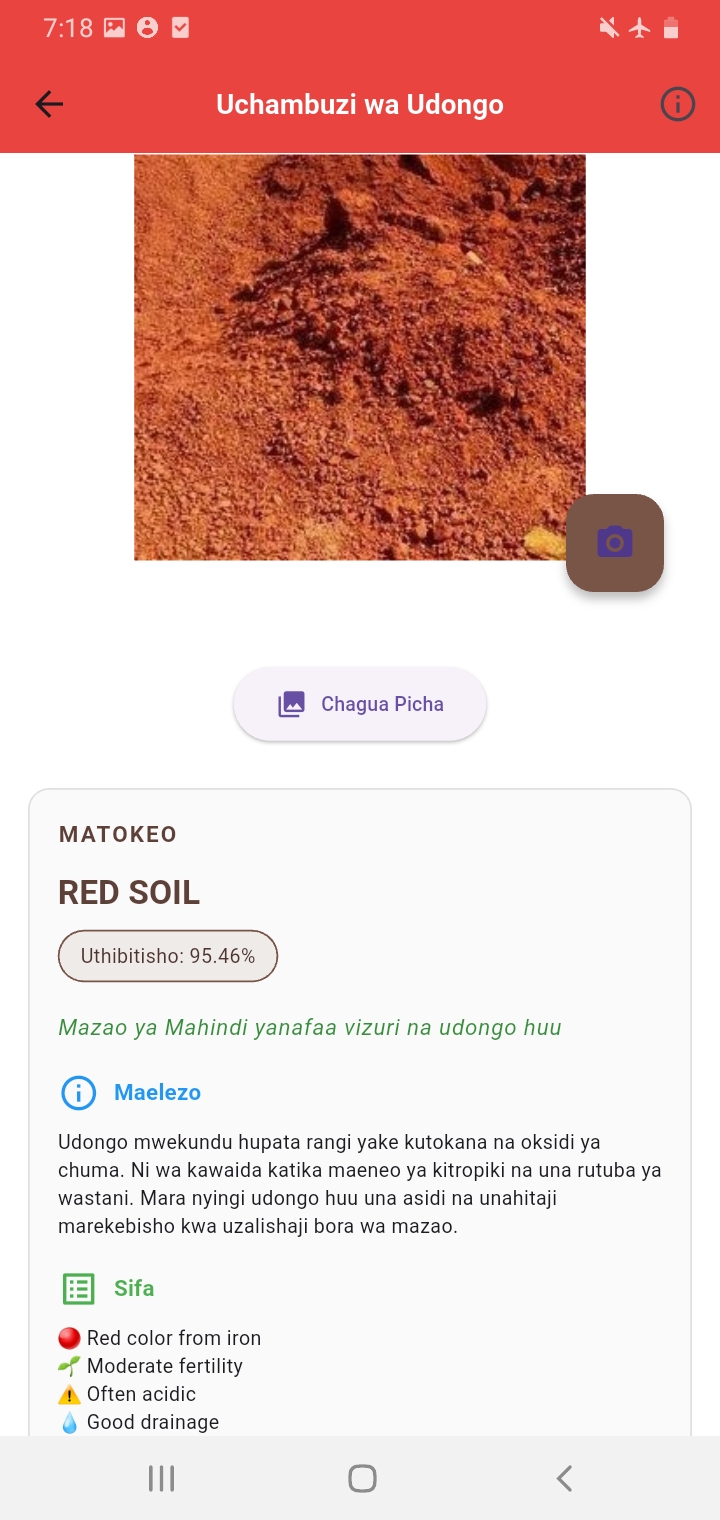 7:18
Uchambuzi wa Udongo
Chagua Picha
MATOKEO
RED SOIL
Uthibitisho: 95.46%
Mazao ya Mahindi yanafaa vizuri na udongo huu
Maelezo
Udongo mwekundu hupata rangi yake kutokana na oksidi ya
chuma. Ni wa kawaida katika maeneo ya kitropiki na una rutuba ya
wastani. Mara nyingi udongo huu una asidi na unahitaji
marekebisho kwa uzalishaji bora wa mazao.
Sifa
Red color from iron
Moderate fertility
Often acidic
Good drainage